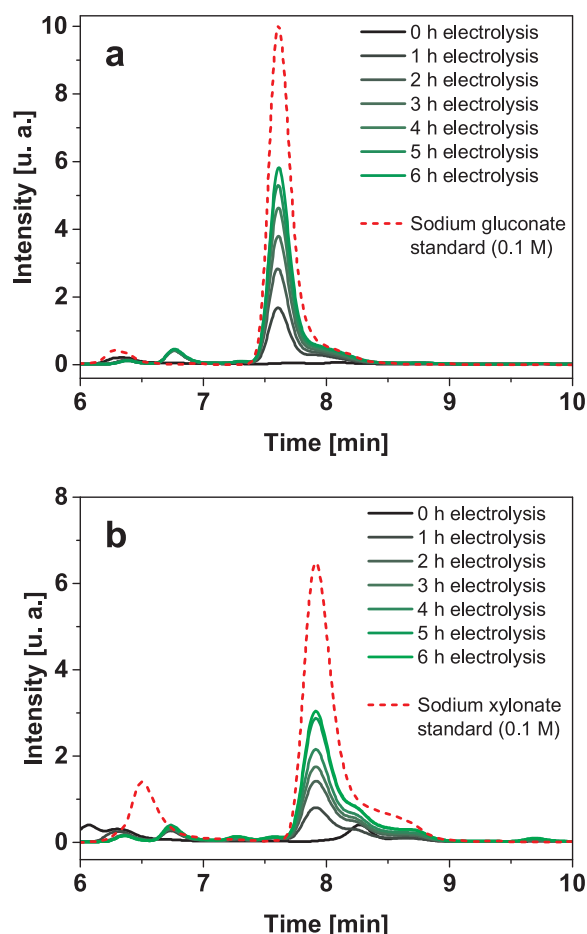 a
0 h electrolysis
1 h electrolysis
2 h electrolysis
3 h electrolysis
4 h electrolysis
5 h electrolysis
6 h electrolysis
Sodium gluconate
standard (0.1 M)
Intensity [u. a.]
10
8
6
4
2
0
6 7 8 9 10
Time [min]
b
0 h electrolysis
1 h electrolysis
2 h electrolysis
3 h electrolysis
4 h electrolysis
5 h electrolysis
6 h electrolysis
Sodium xylonate
standard (0.1 M)
Intensity [u. a.]
8
6
4
2
0
6 7 8 9 10
Time [min]